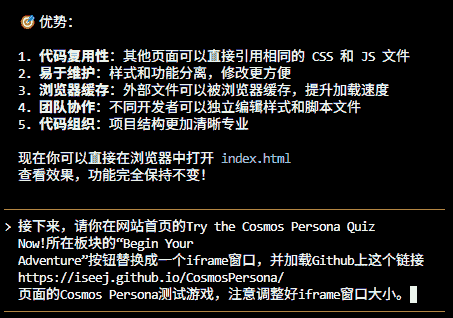 🎯 优势:
1. 代码复用性: 其他页面可以直接引用相同的 CSS 和 JS 文件
2. 易于维护: 样式和功能分离, 修改更方便
3. 浏览器缓存: 外部文件可以被浏览器缓存, 提升加载速度
4. 团队协作: 不同开发者可以独立编辑样式和脚本文件
5. 代码组织: 项目结构更加清晰专业
现在你可以直接在浏览器中打开 index.html
查看效果, 功能完全保持不变!
> 接下来, 请你在网站首页的Try the Cosmos Persona Quiz
Now!所在板块的“Begin Your
Adventure”按钮替换成一个iframe窗口, 并加载Github上这个链接
https://iseej.github.io/CosmosPersona/
页面的Cosmos Persona测试游戏, 注意调整好iframe窗口大小。